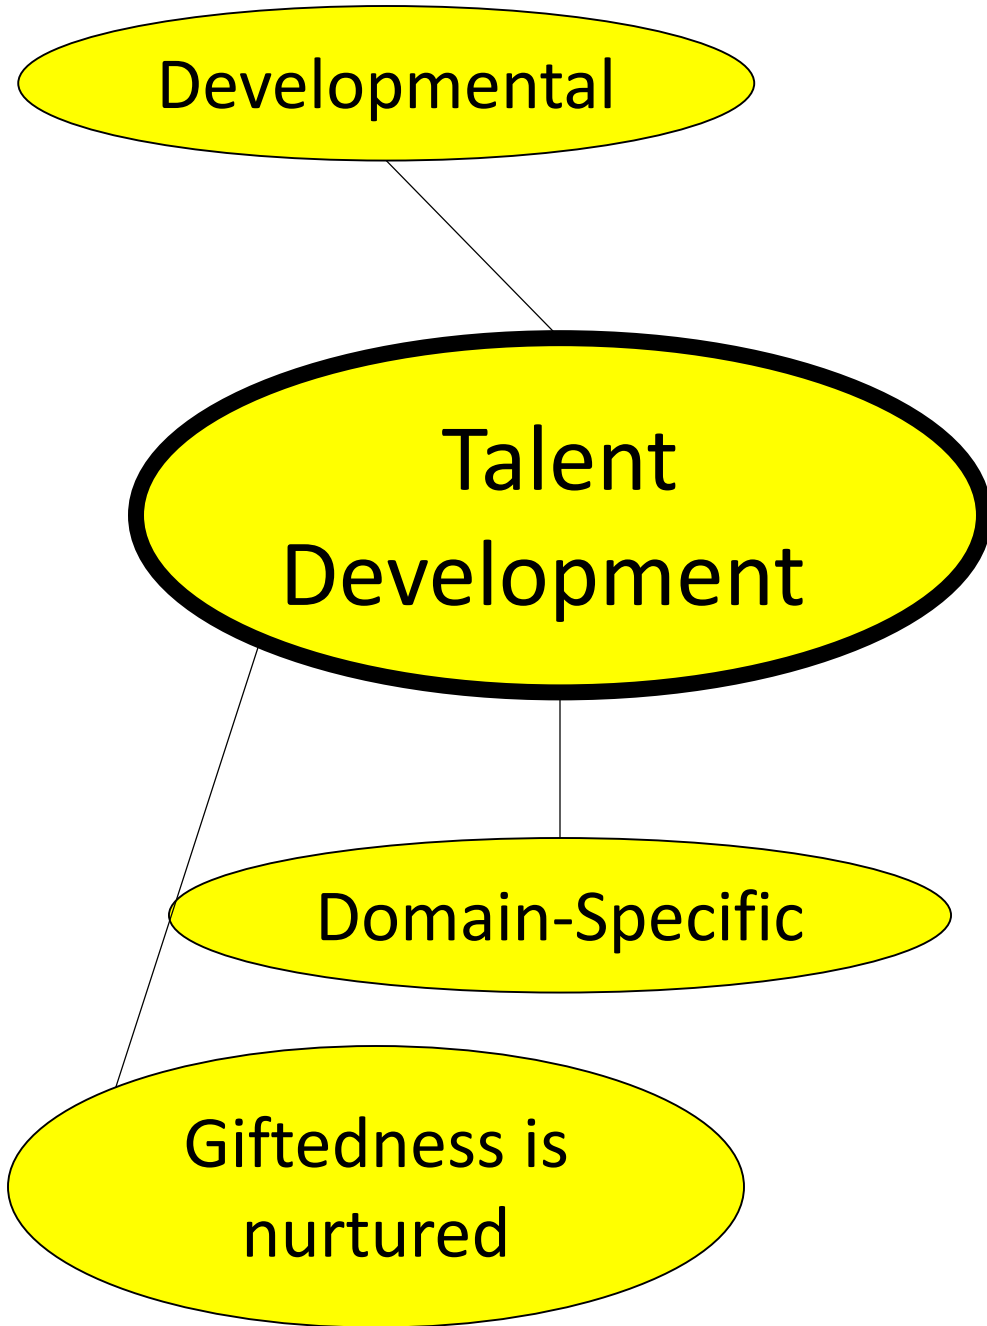 Developmental
Talent
Development
Domain-Specific
Giftedness is
nurtured